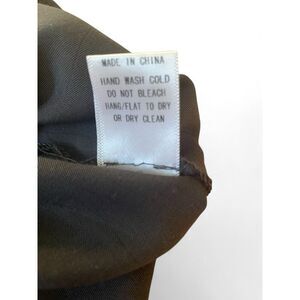 MADE IN CHINA
HAND WASH COLD
DO NOT BLEACH
HANG/FLAT TO DRY
OR DRY CLEAN